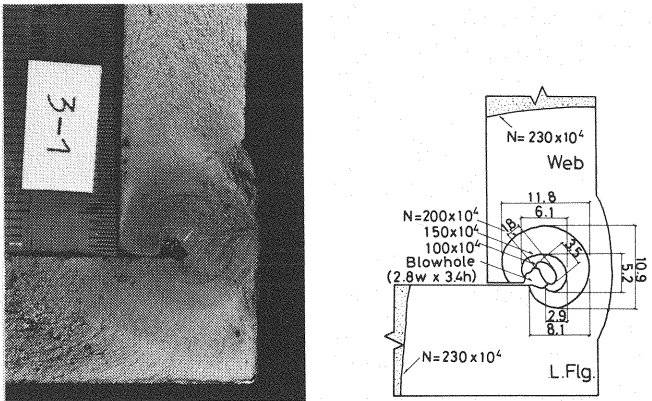 3-1
N=230x10⁴
Web
11.8
6.1
N=200x10⁴
150x10⁴
100x10⁴
Blowhole
(2.8w x 3.4h)
1.8
3.5
5.2
10.9
2.9
8.1
N=230x10⁴
L.Flg.